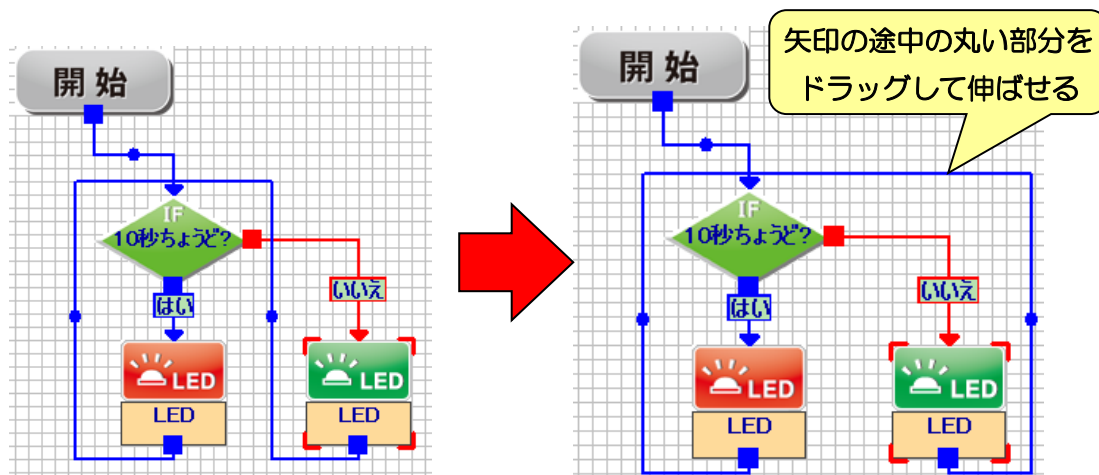 開始
IF
10秒ちょうど?
はい
いいえ
LED
LED
LED
LED
矢印の途中の丸い部分を
ドラッグして伸ばせる
開始
IF
10秒ちょうど?
はい
いいえ
LED
LED
LED
LED